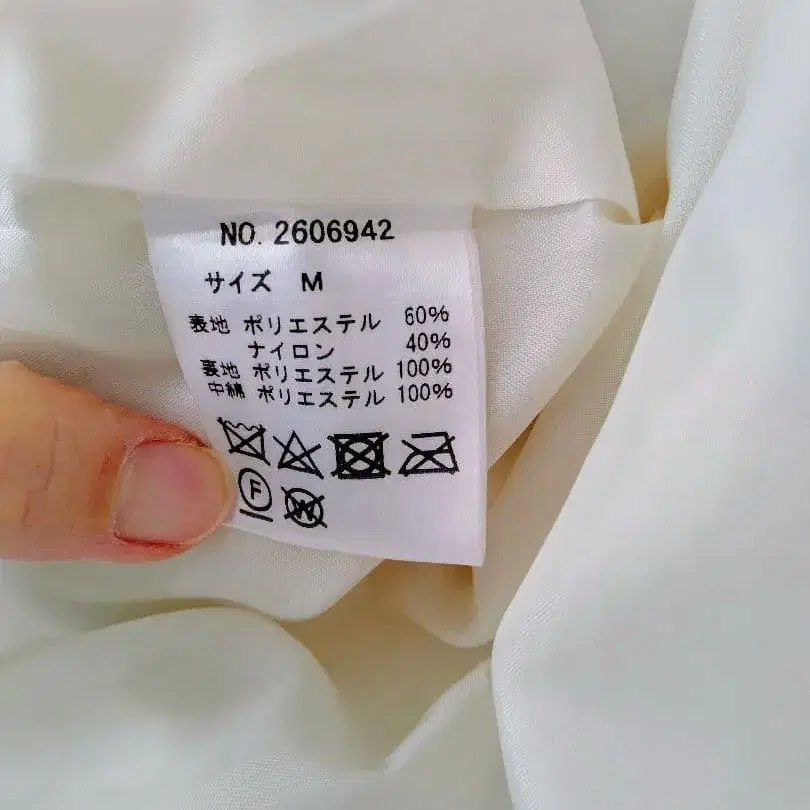 NO. 2606942
サイズ M
表地 ポリエステル 60%
ナイロン 40%
裏地 ポリエステル 100%
中綿 ポリエステル 100%
F
W